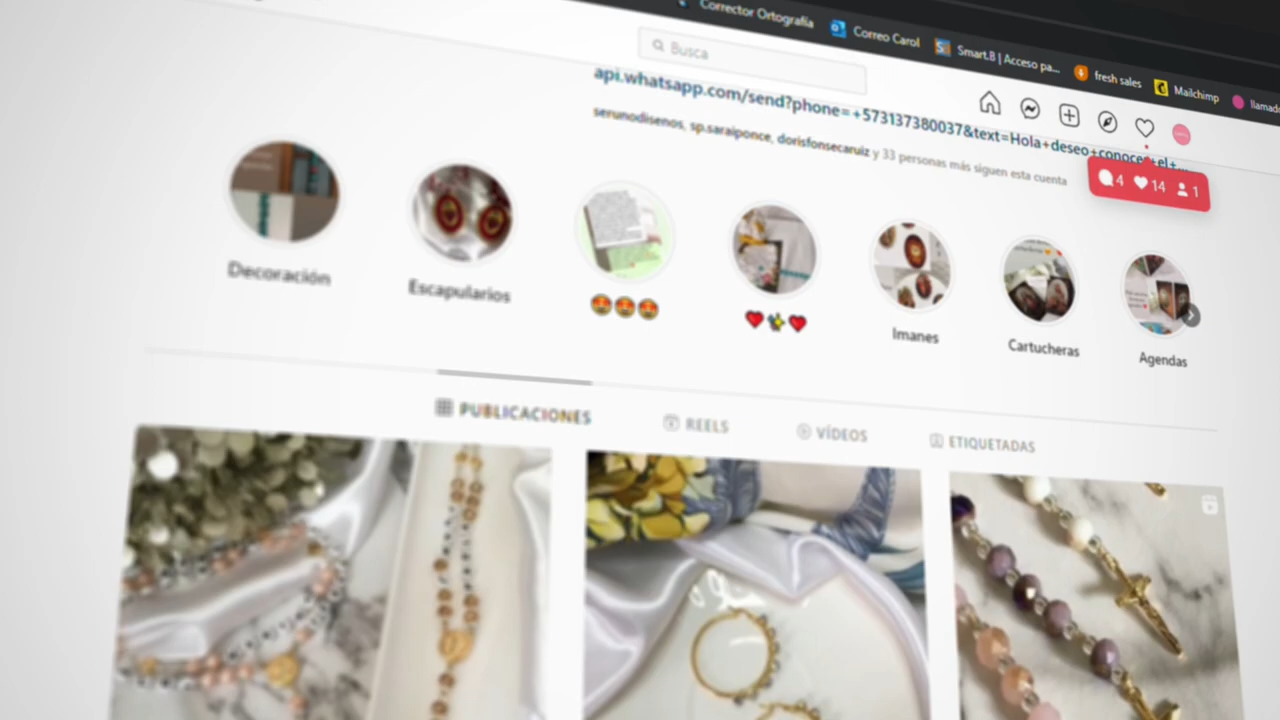 Corrector Ortografía
Correo Carol
Smart.B | Acceso pa...
fresh sales
Mailchimp
Busca
api.whatsapp.com/send?phone=+573137380037&text=Hola+deseo+conocer+el+...
serunodisenos, sp.saraiponce, dorisfonsecaruiz y 33 personas más siguen esta cuenta
4 14 1
Decoración
Escapularios
😍😍😍
Imanes
Cartucheras
Agendas
PUBLICACIONES
REELS
VÍDEOS
ETIQUETADAS